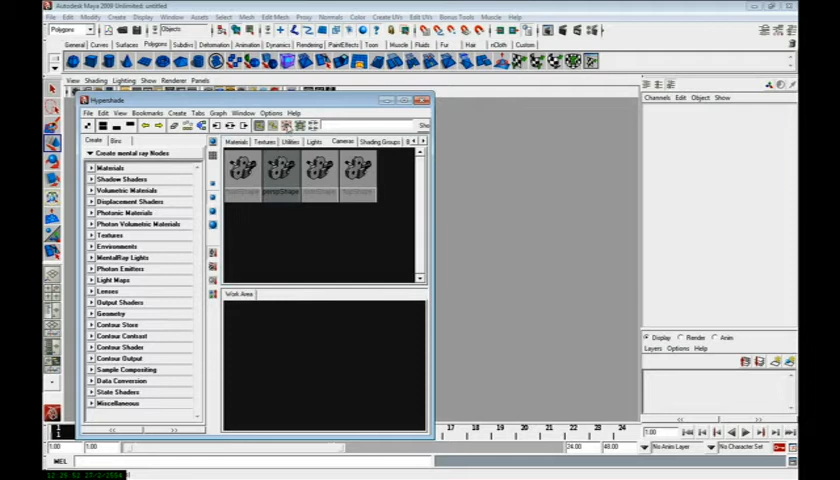 Autodesk Maya 2009 Unlimited: untitled
File Edit Modify Create Display Window Assets Select Mesh Edit Mesh Proxy Normals Color Create UVs Edit UVs Bonus Tools Muscle Help
Polygons Objects
General Curves Surfaces Polygons Subdivs Deformation Animation Dynamics Rendering PaintEffects Toon Muscle Fluids Fur Hair nCloth Custom
View Shading Lighting Show Renderer Panels
Hypershade
File Edit View Bookmarks Create Tabs Graph Window Options Help
Sho
Create Bins
Materials Textures Utilities Lights Cameras Shading Groups B
Create mental ray Nodes
Materials
Shadow Shaders
Volumetric Materials
Displacement Shaders
Photonic Materials
Photon Volumetric Materials
Textures
Environments
MentalRay Lights
Photon Emitters
Light Maps
Lenses
Output Shaders
Geometry
Contour Store
Contour Contrast
Contour Shader
Contour Output
Sample Compositing
Data Conversion
State Shaders
Miscellaneous
perspShape
Work Area
Channels Edit Object Show
Display Render Anim
Layers Options Help
1
1
17 18 19 20 21 22 23 24
1.00
1.00 1.00 24.00 48.00 No Anim Layer No Character Set
MEL